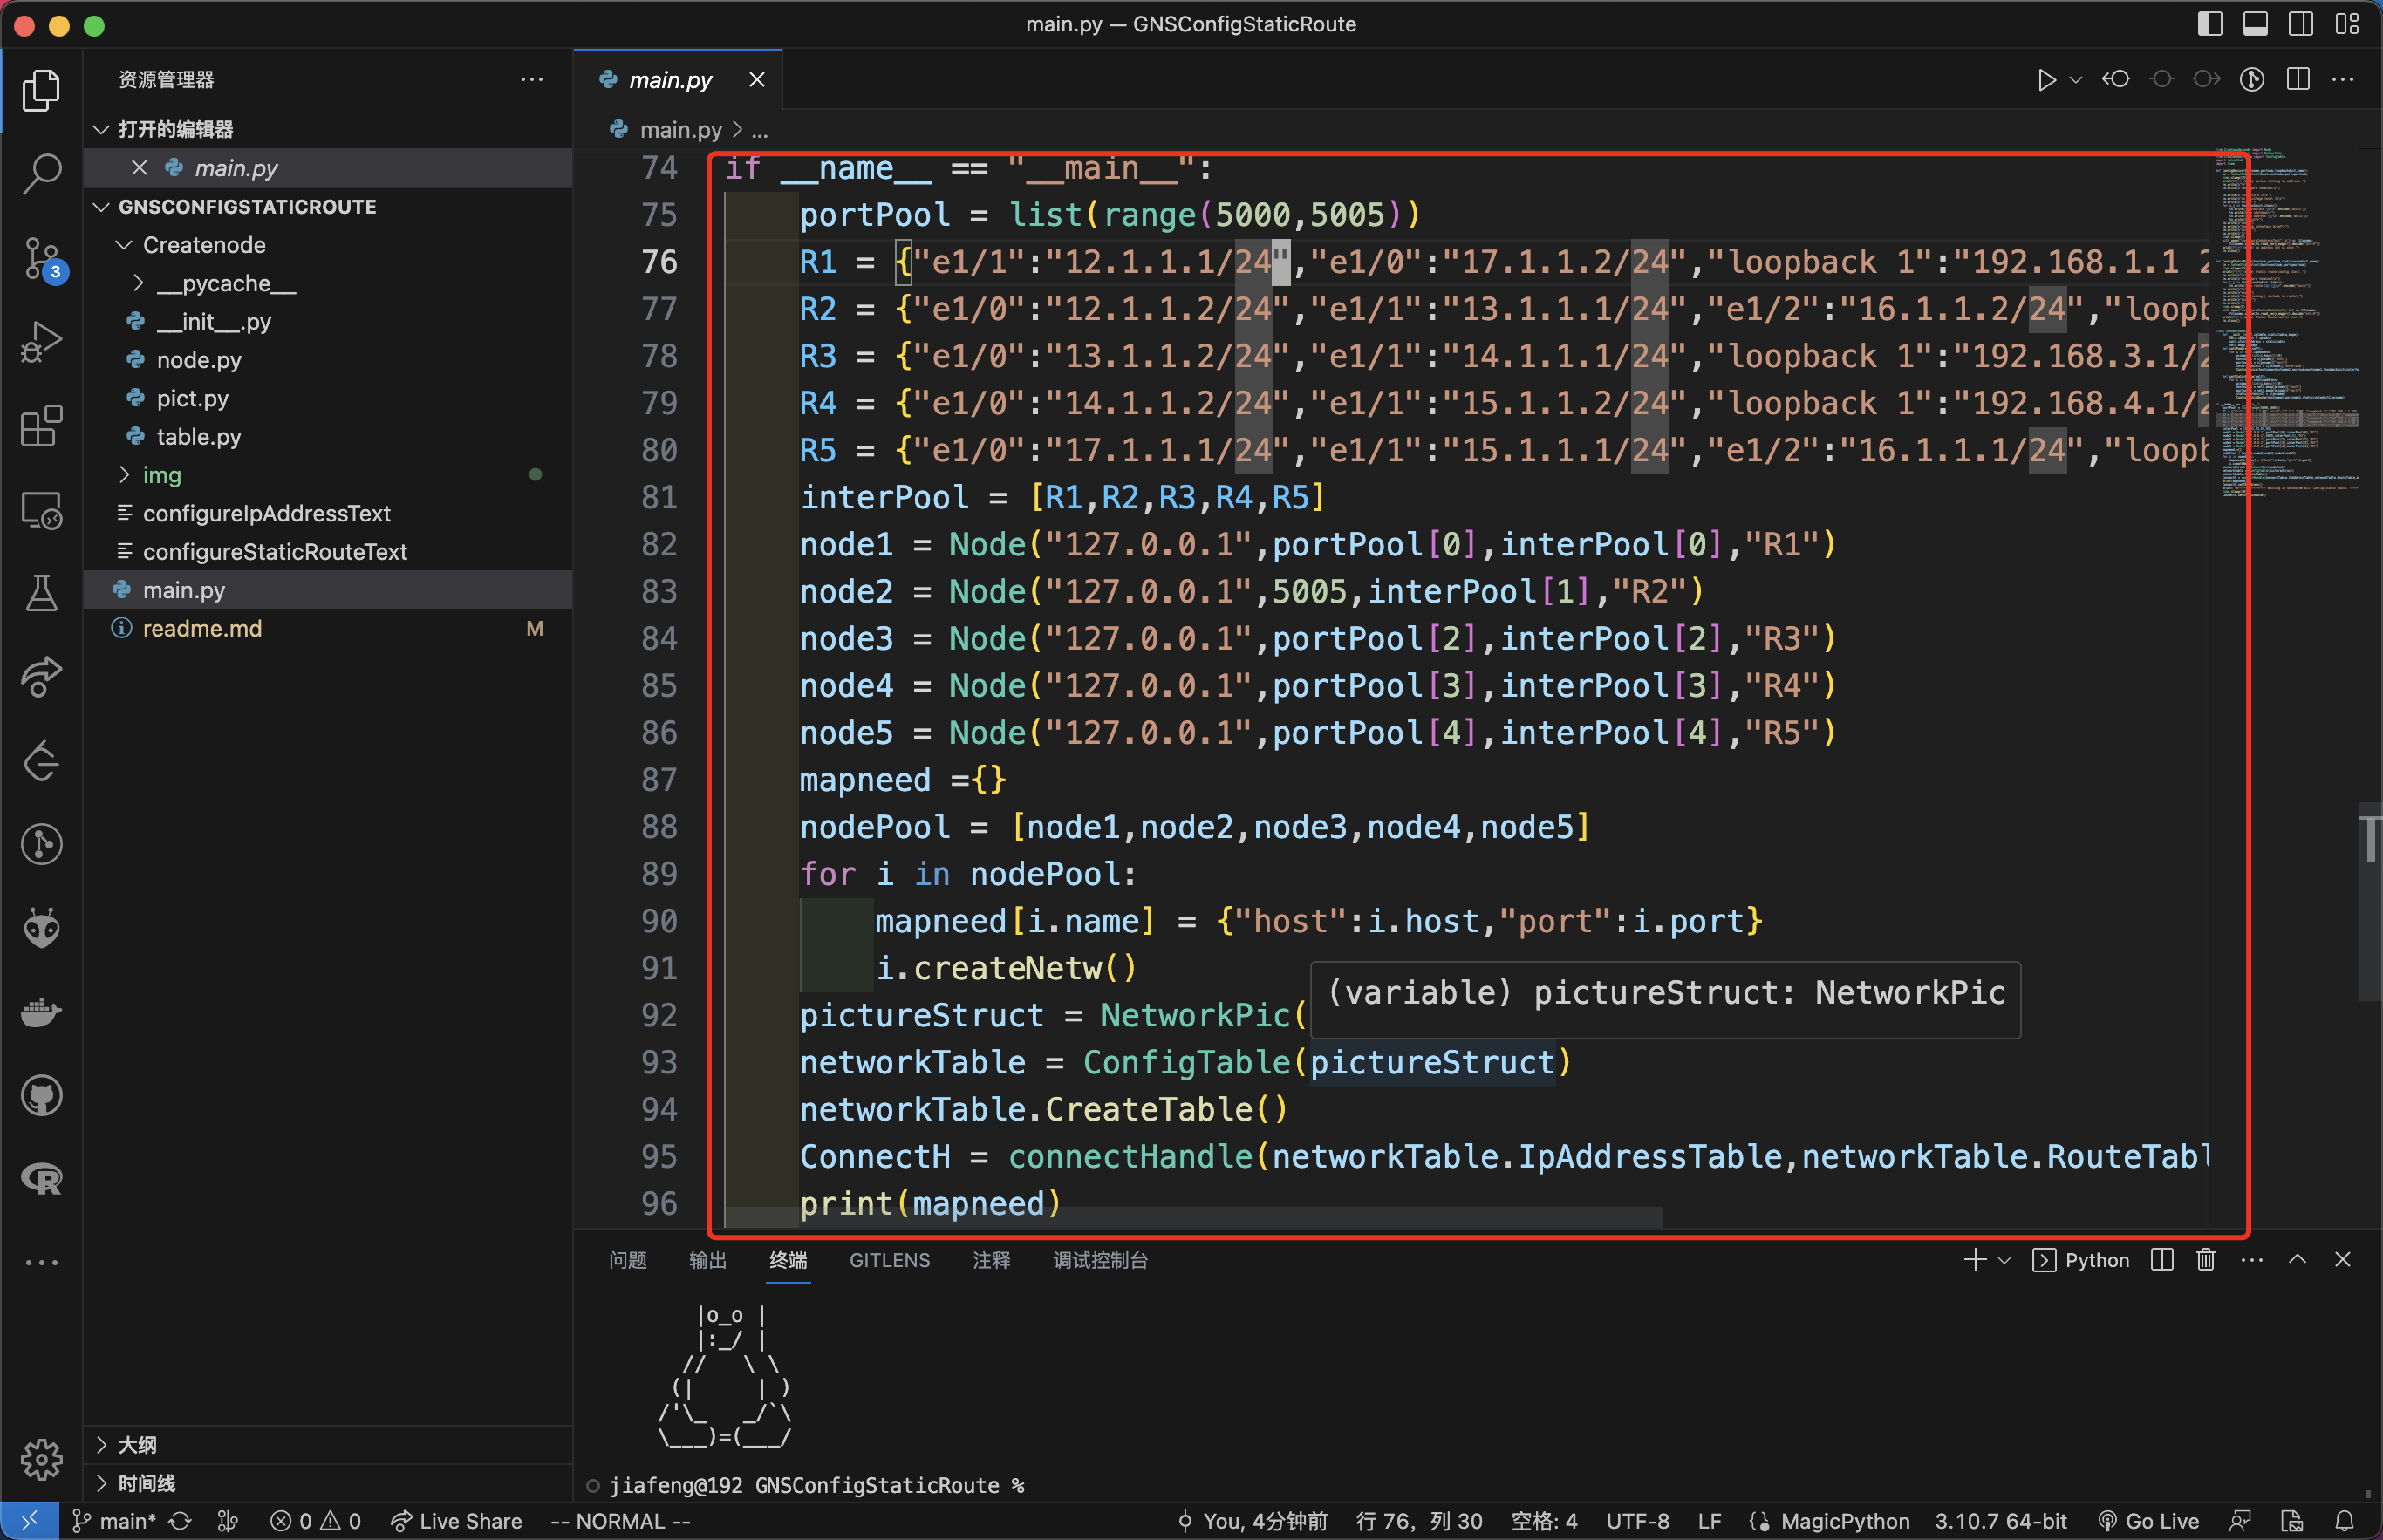 main.py — GNSConfigStaticRoute
资源管理器
打开的编辑器
main.py
GNSCONFIGSTATICROUTE
Createnode
__pycache__
__init__.py
node.py
pict.py
table.py
img
configureIpAddressText
configureStaticRouteText
main.py
readme.md M
大纲
时间线
3
main.py
main.py > ...
74 if __name__ == "__main__":
75 portPool = list(range(5000,5005))
76 R1 = {"e1/1":"12.1.1.1/24","e1/0":"17.1.1.2/24","loopback 1":"192.168.1.1 2
77 R2 = {"e1/0":"12.1.1.2/24","e1/1":"13.1.1.1/24","e1/2":"16.1.1.2/24","loopb
78 R3 = {"e1/0":"13.1.1.2/24","e1/1":"14.1.1.1/24","loopback 1":"192.168.3.1/2
79 R4 = {"e1/0":"14.1.1.2/24","e1/1":"15.1.1.2/24","loopback 1":"192.168.4.1/2
80 R5 = {"e1/0":"17.1.1.1/24","e1/1":"15.1.1.1/24","e1/2":"16.1.1.1/24","loopb
81 interPool = [R1,R2,R3,R4,R5]
82 node1 = Node("127.0.0.1",portPool[0],interPool[0],"R1")
83 node2 = Node("127.0.0.1",5005,interPool[1],"R2")
84 node3 = Node("127.0.0.1",portPool[2],interPool[2],"R3")
85 node4 = Node("127.0.0.1",portPool[3],interPool[3],"R4")
86 node5 = Node("127.0.0.1",portPool[4],interPool[4],"R5")
87 mapneed ={}
88 nodePool = [node1,node2,node3,node4,node5]
89 for i in nodePool:
90 mapneed[i.name] = {"host":i.host,"port":i.port}
91 i.createNetw()
(variable) pictureStruct: NetworkPic
92 pictureStruct = NetworkPic(
93 networkTable = ConfigTable(pictureStruct)
94 networkTable.CreateTable()
95 ConnectH = connectHandle(networkTable.IpAddressTable,networkTable.RouteTabl
96 print(mapneed)
问题 输出 终端 GITLENS 注释 调试控制台 Python
|o_o |
|:_/ |
//   \ \
(|     | )
/'\_   _/`\
\___)=(___/
jiafeng@192 GNSConfigStaticRoute %
main* 0 0 Live Share -- NORMAL -- You, 4分钟前 行 76，列 30 空格: 4 UTF-8 LF MagicPython 3.10.7 64-bit Go Live